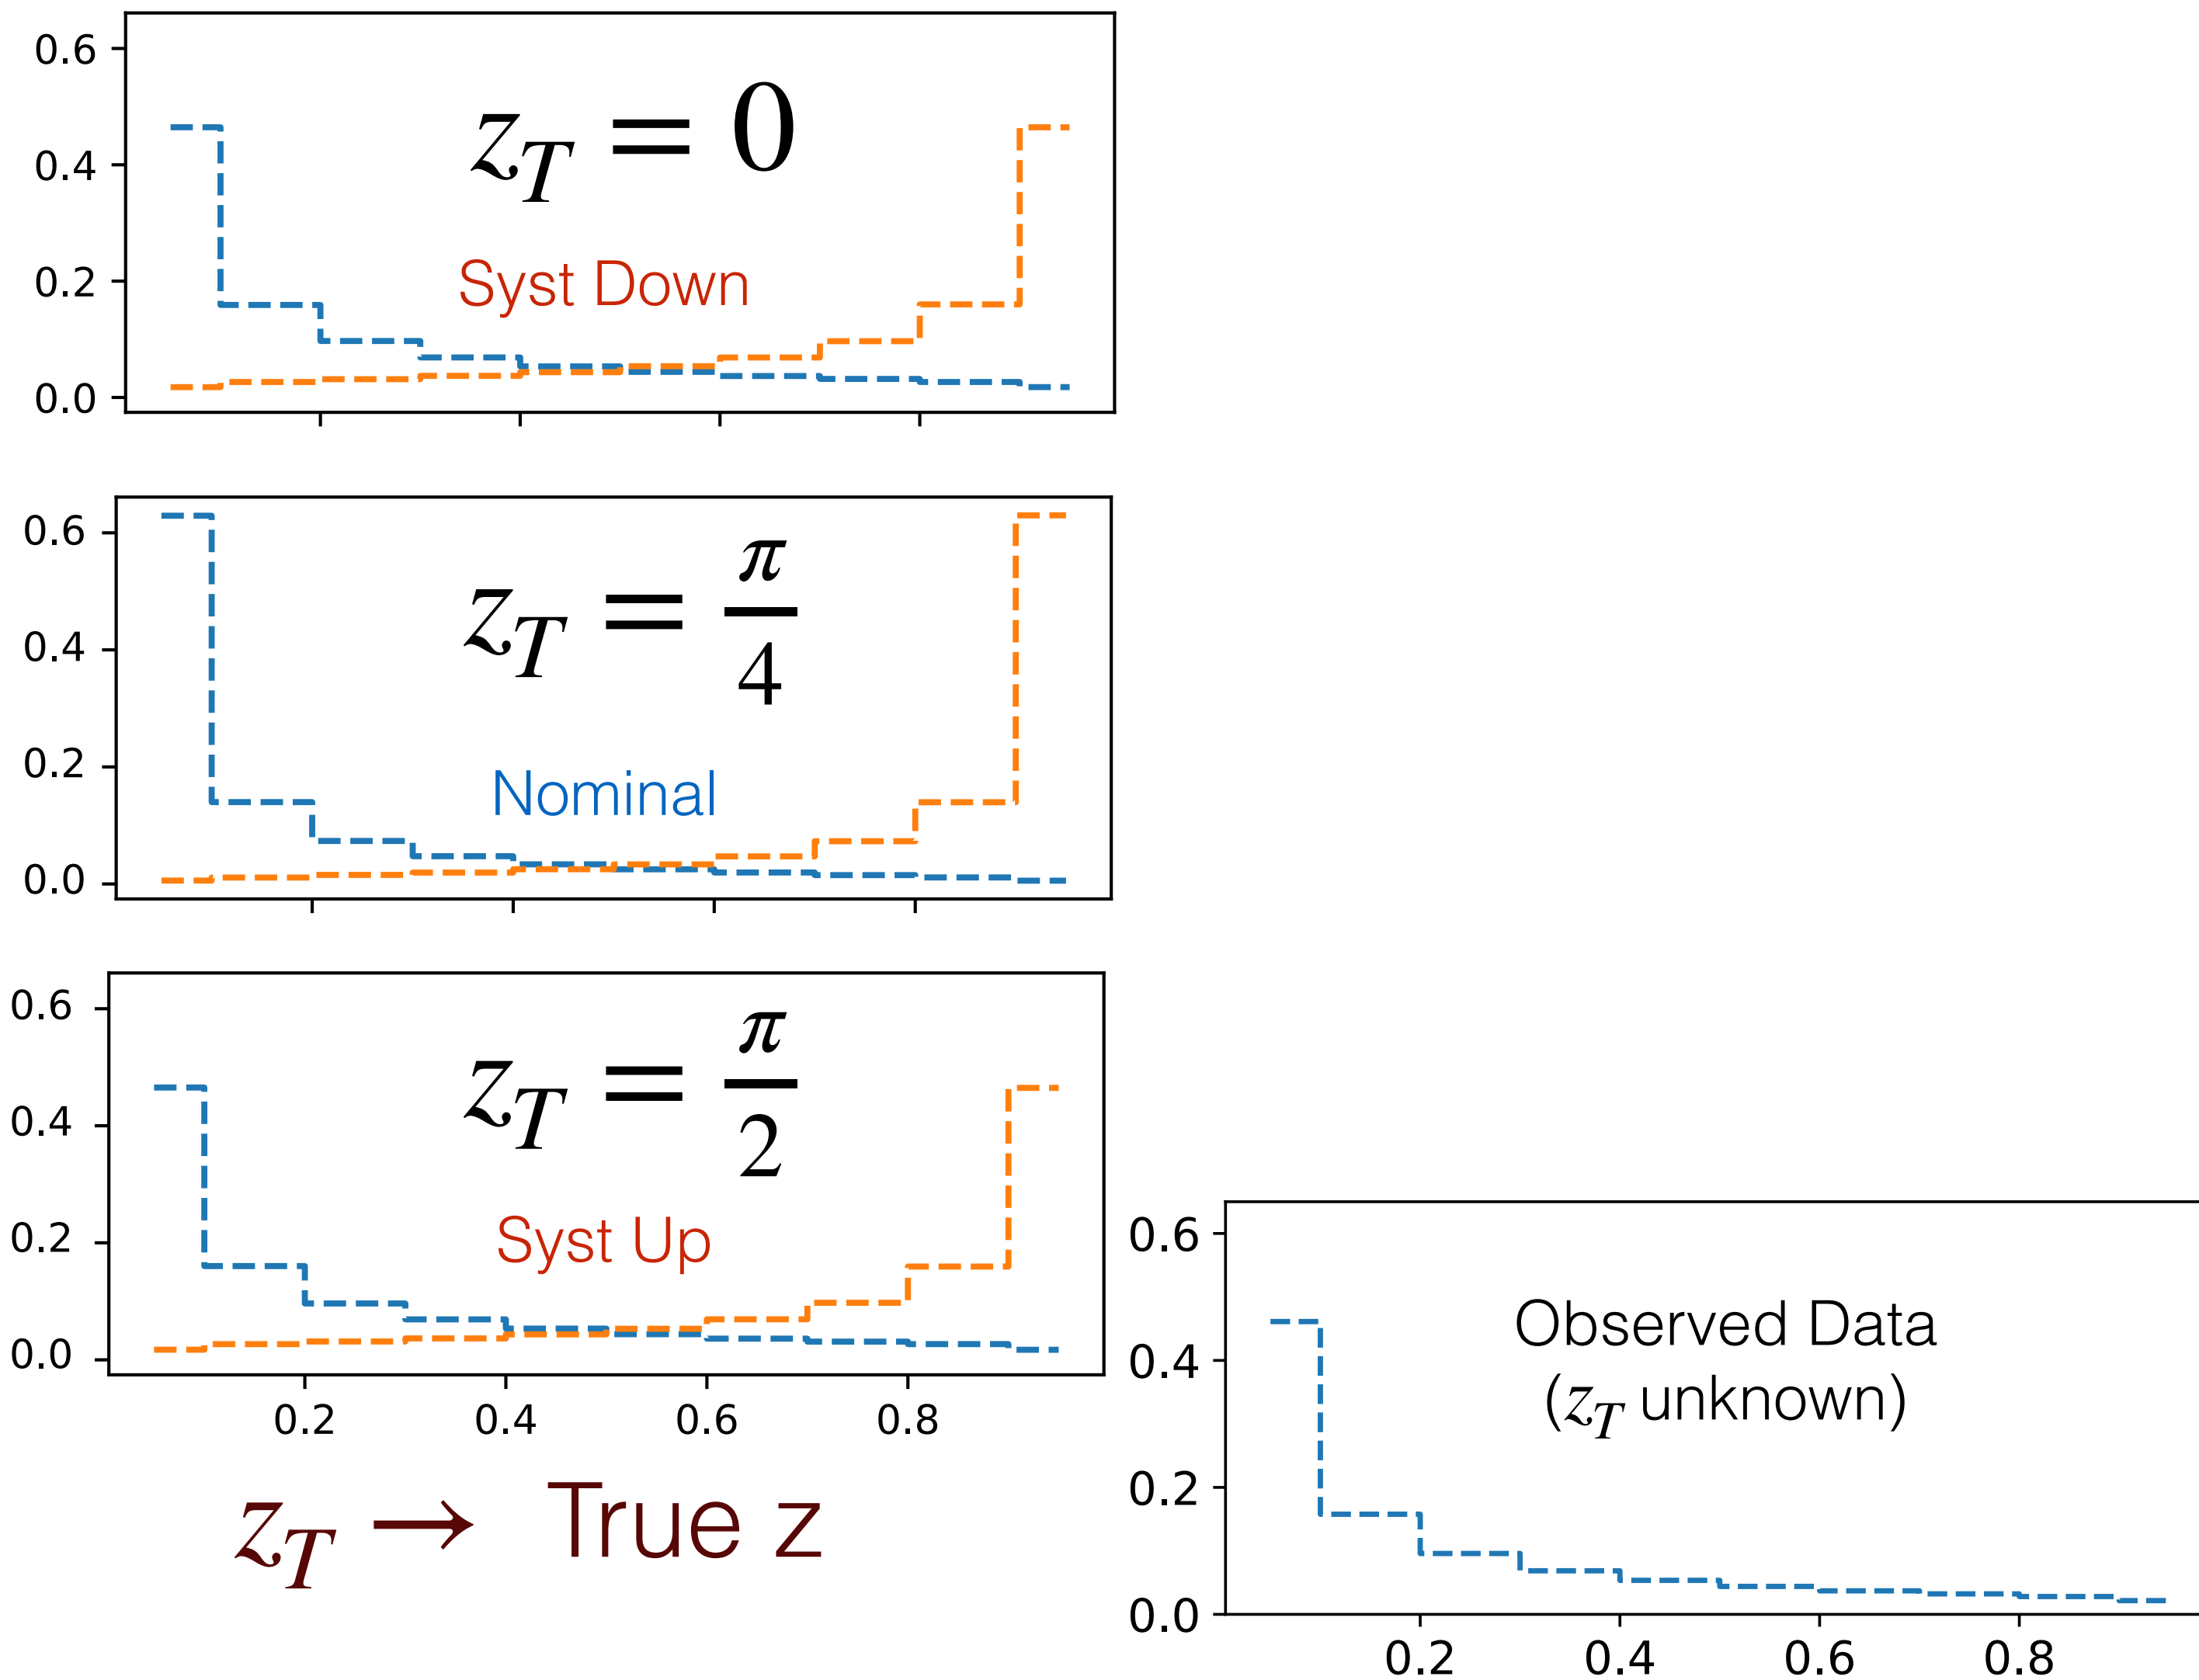 0.6
0.4
0.2
0.0
z_T = 0
Syst Down
0.6
0.4
0.2
0.0
z_T = π/4
Nominal
0.6
0.4
0.2
0.0
z_T = π/2
Syst Up
0.2 0.4 0.6 0.8
z_T → True z
0.6
0.4
0.2
0.0
Observed Data
(z_T unknown)
0.2 0.4 0.6 0.8